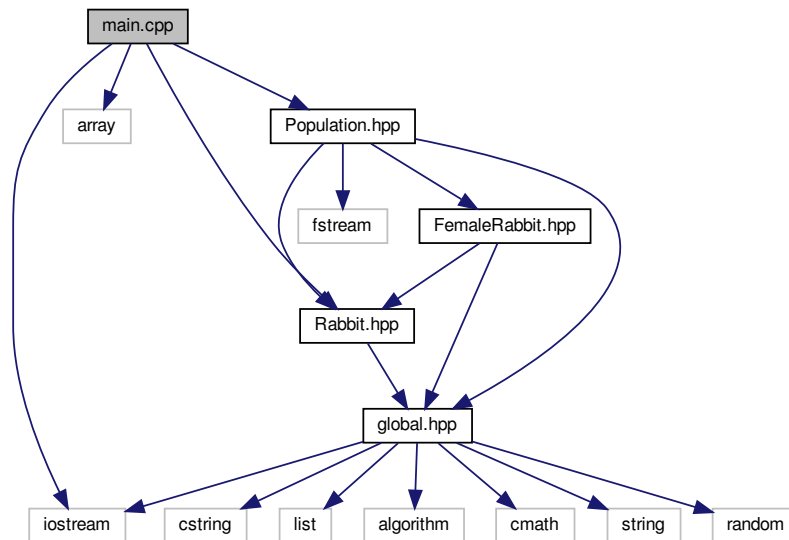 main.cpp
array
Population.hpp
fstream
FemaleRabbit.hpp
Rabbit.hpp
global.hpp
iostream
cstring
list
algorithm
cmath
string
random